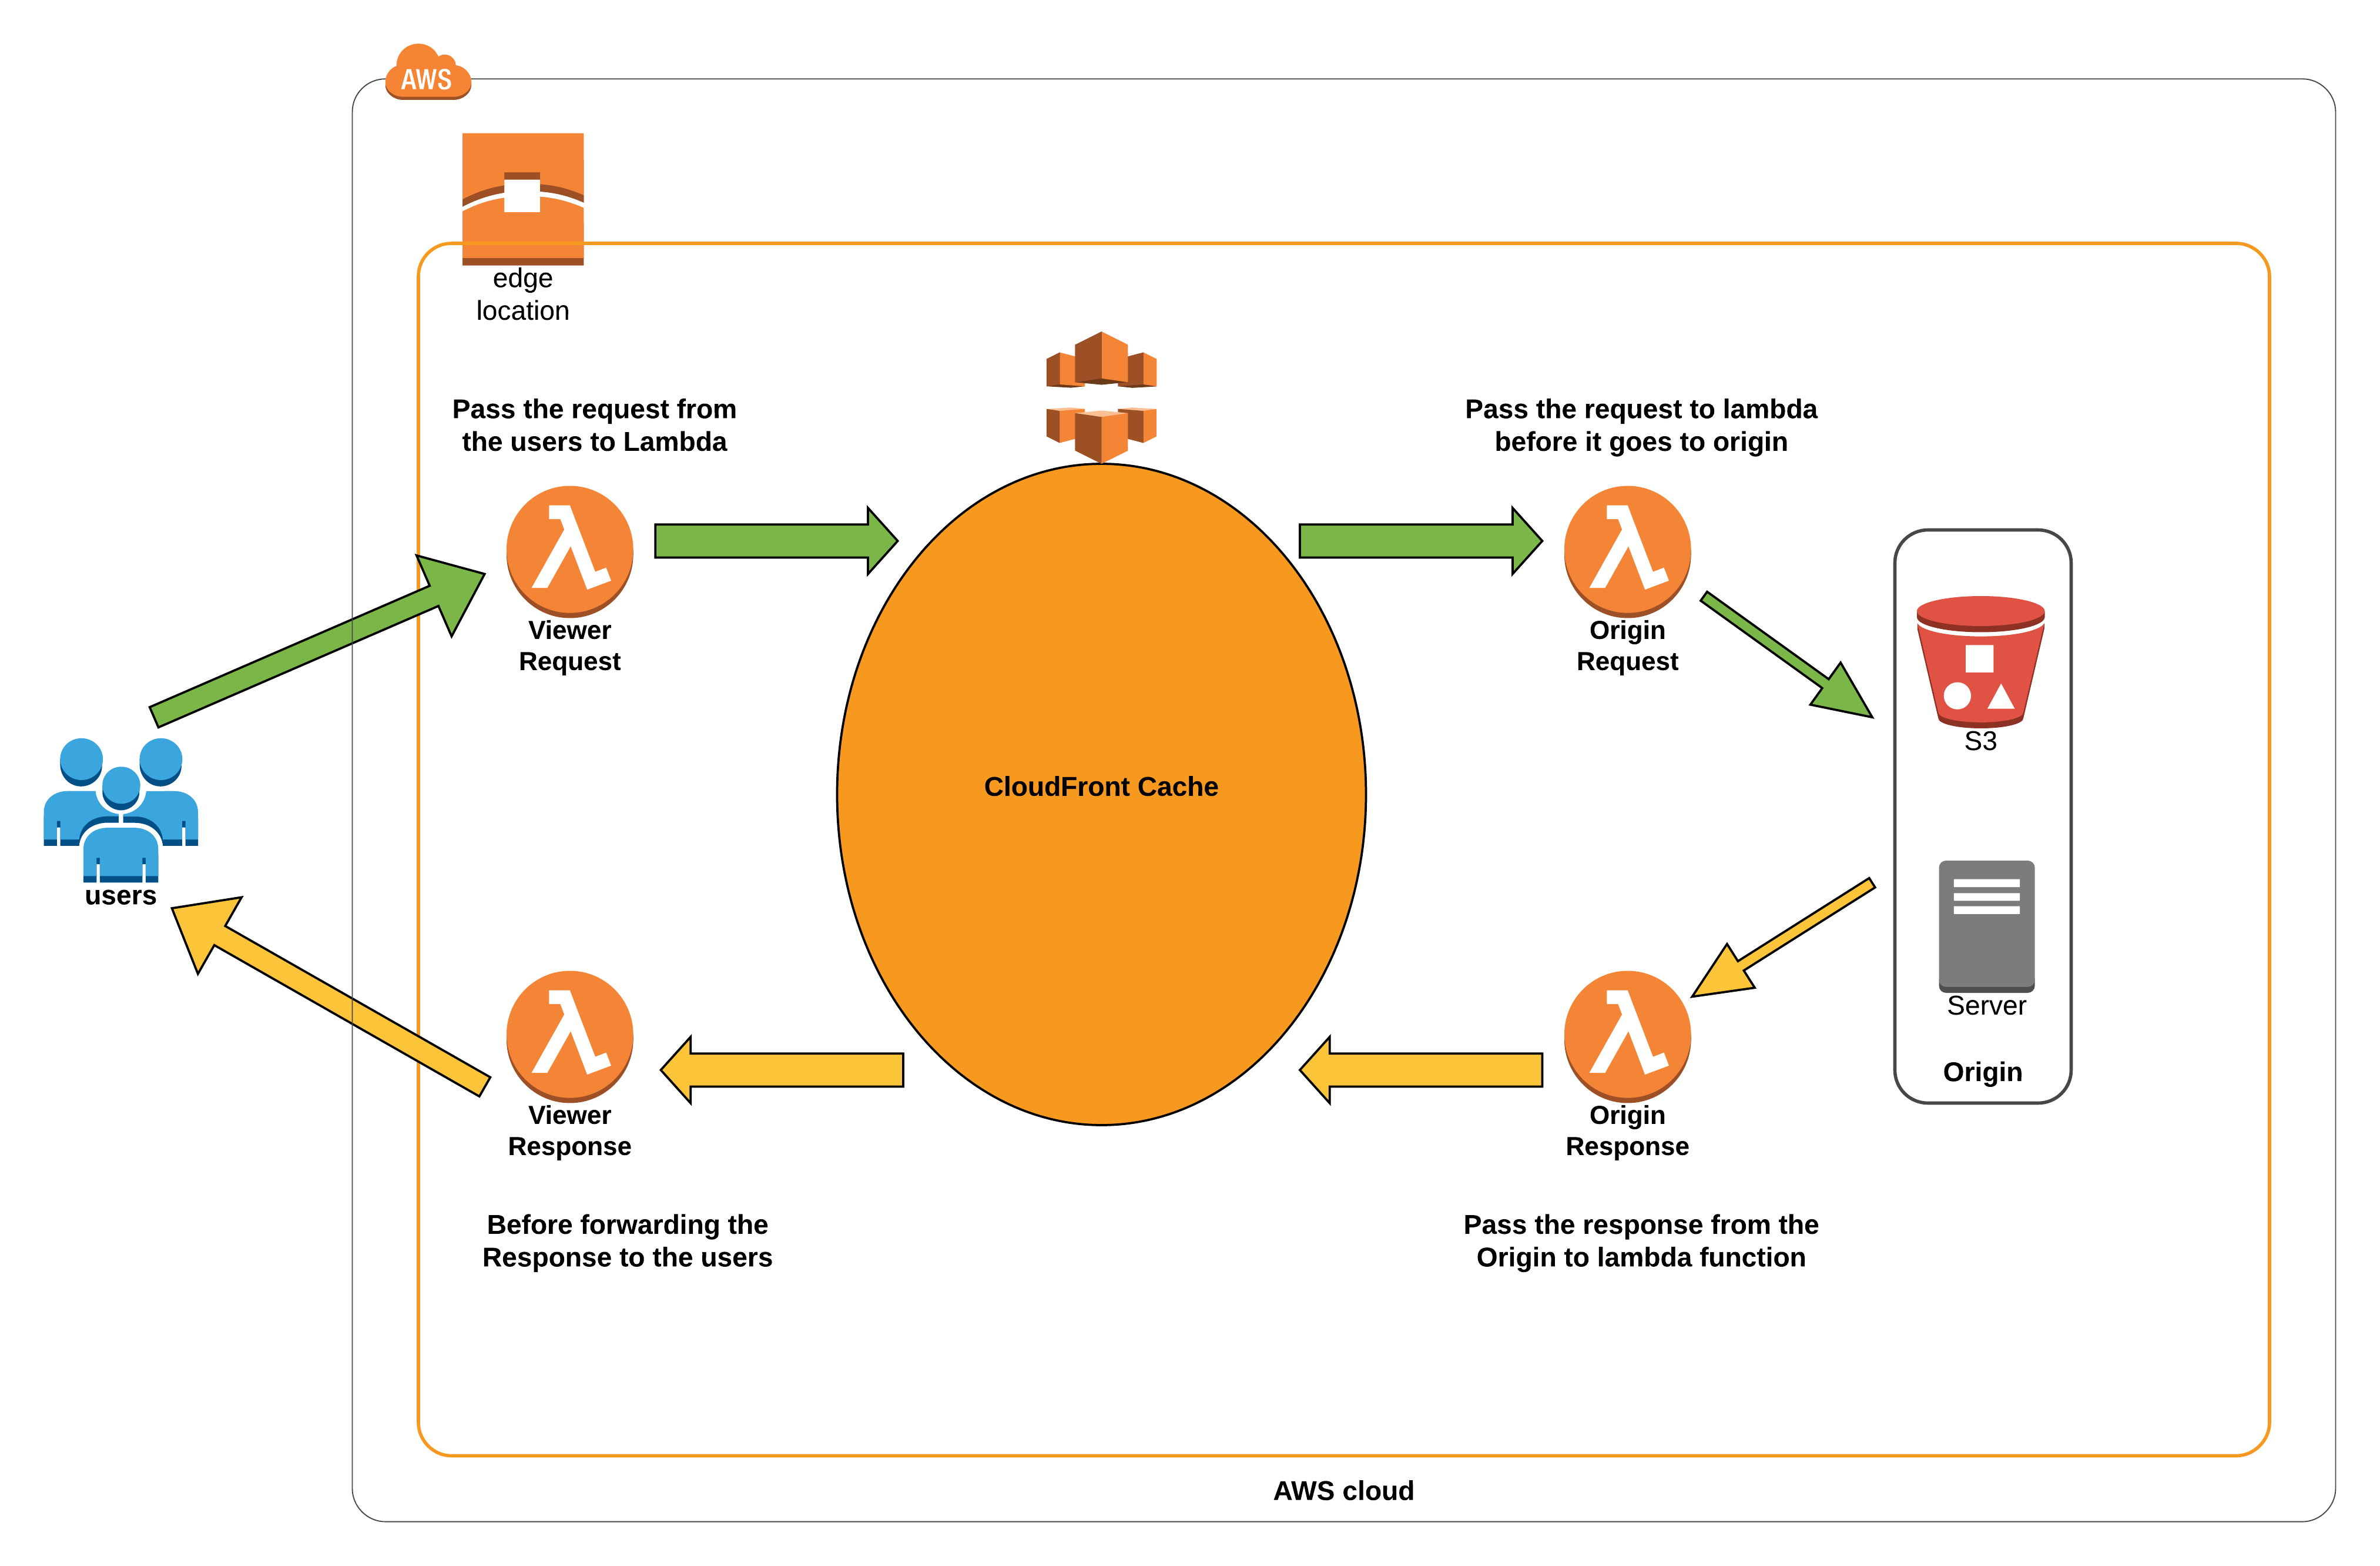 AWS
edge
location
Pass the request from
the users to Lambda
Pass the request to lambda
before it goes to origin
Viewer
Request
Origin
Request
S3
CloudFront Cache
users
Server
Origin
Viewer
Response
Origin
Response
Before forwarding the
Response to the users
Pass the response from the
Origin to lambda function
AWS cloud